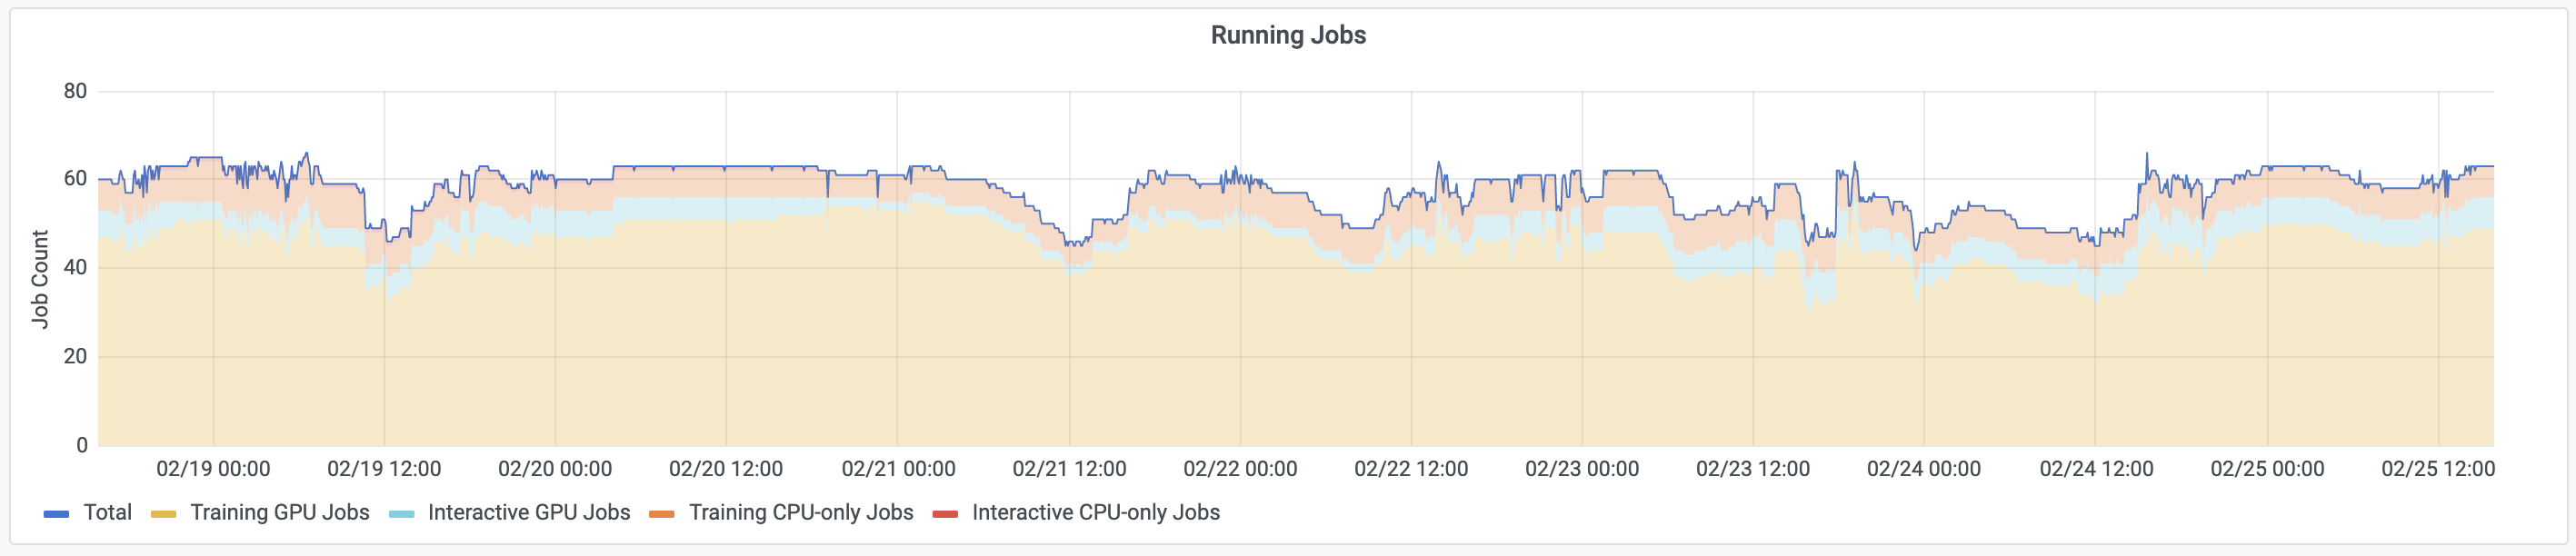 Running Jobs
80
60
40
20
0
Job Count
02/19 00:00 02/19 12:00 02/20 00:00 02/20 12:00 02/21 00:00 02/21 12:00 02/22 00:00 02/22 12:00 02/23 00:00 02/23 12:00 02/24 00:00 02/24 12:00 02/25 00:00 02/25 12:00
Total Training GPU Jobs Interactive GPU Jobs Training CPU-only Jobs Interactive CPU-only Jobs